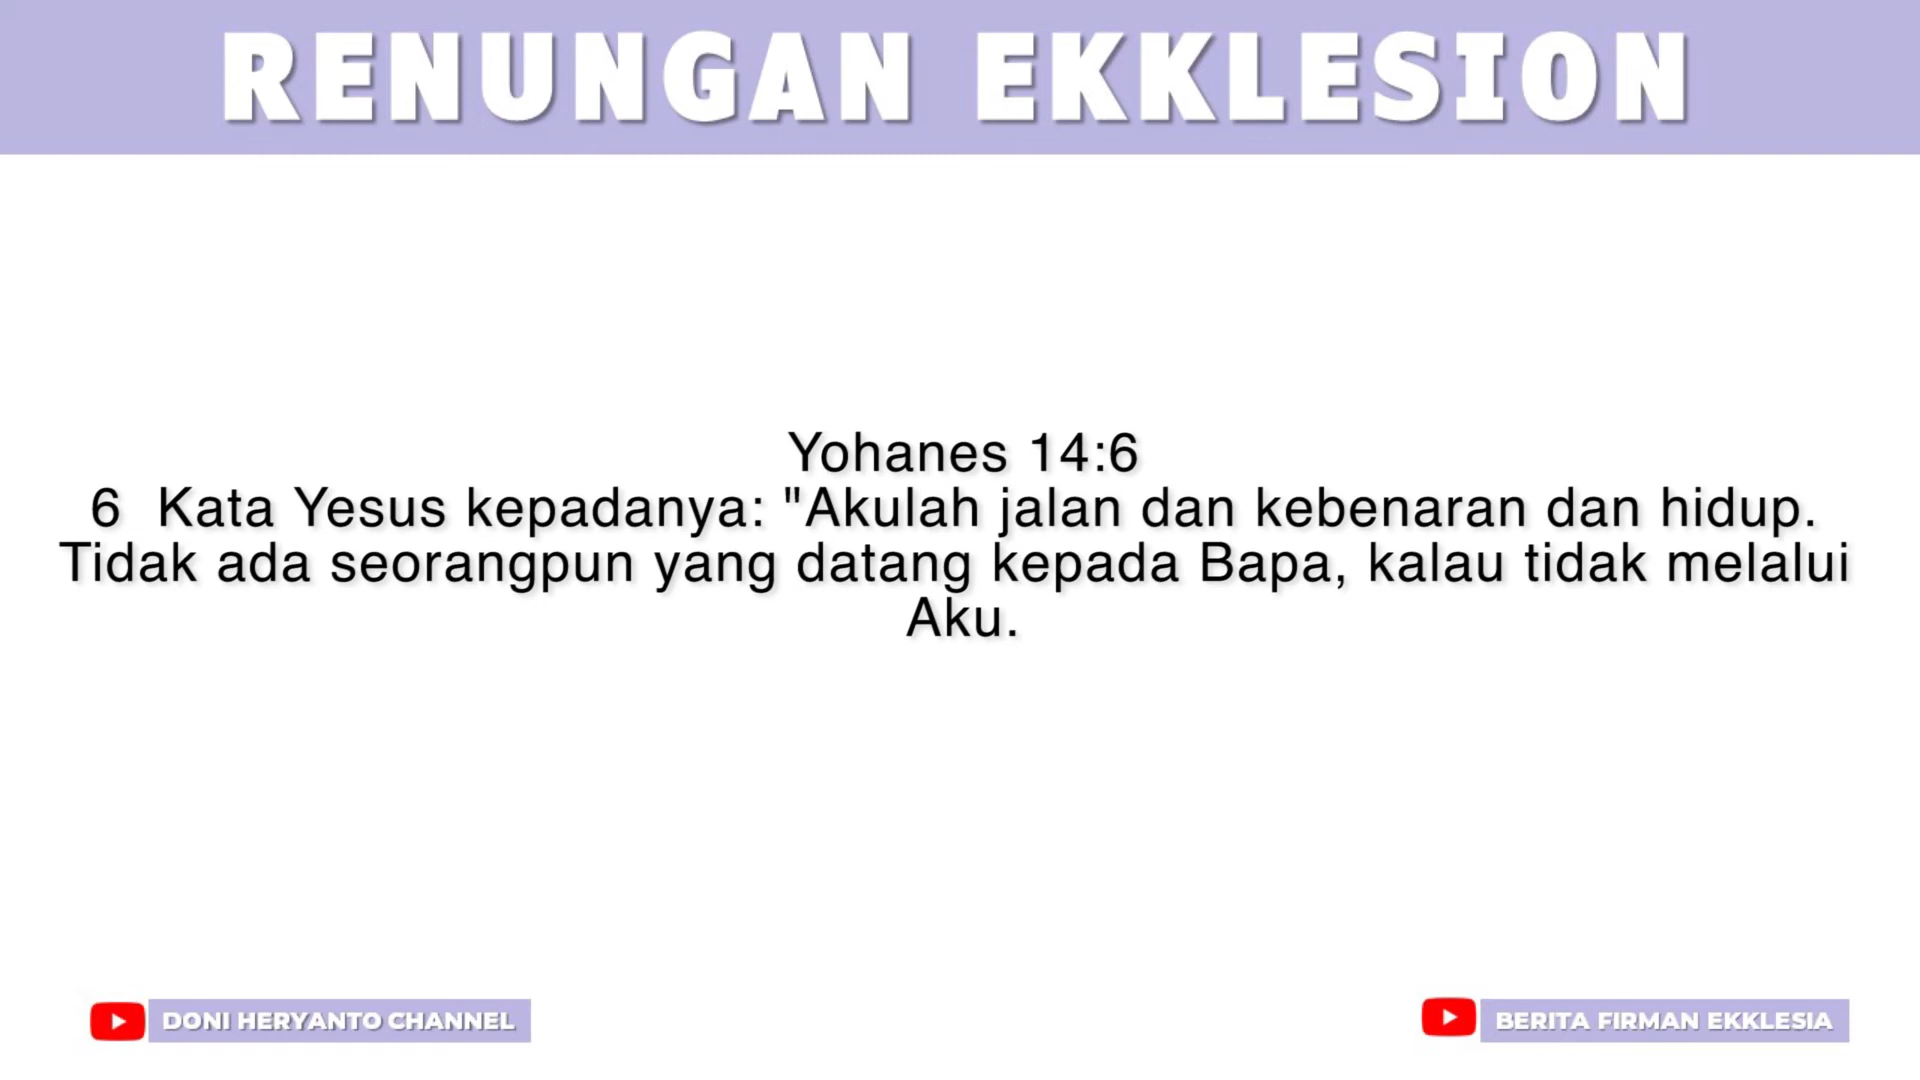 RENUNGAN EKKLESION
Yohanes 14:6
6  Kata Yesus kepadanya: "Akulah jalan dan kebenaran dan hidup.
Tidak ada seorangpun yang datang kepada Bapa, kalau tidak melalui
Aku.
DONI HERYANTO CHANNEL
BERITA FIRMAN EKKLESIA